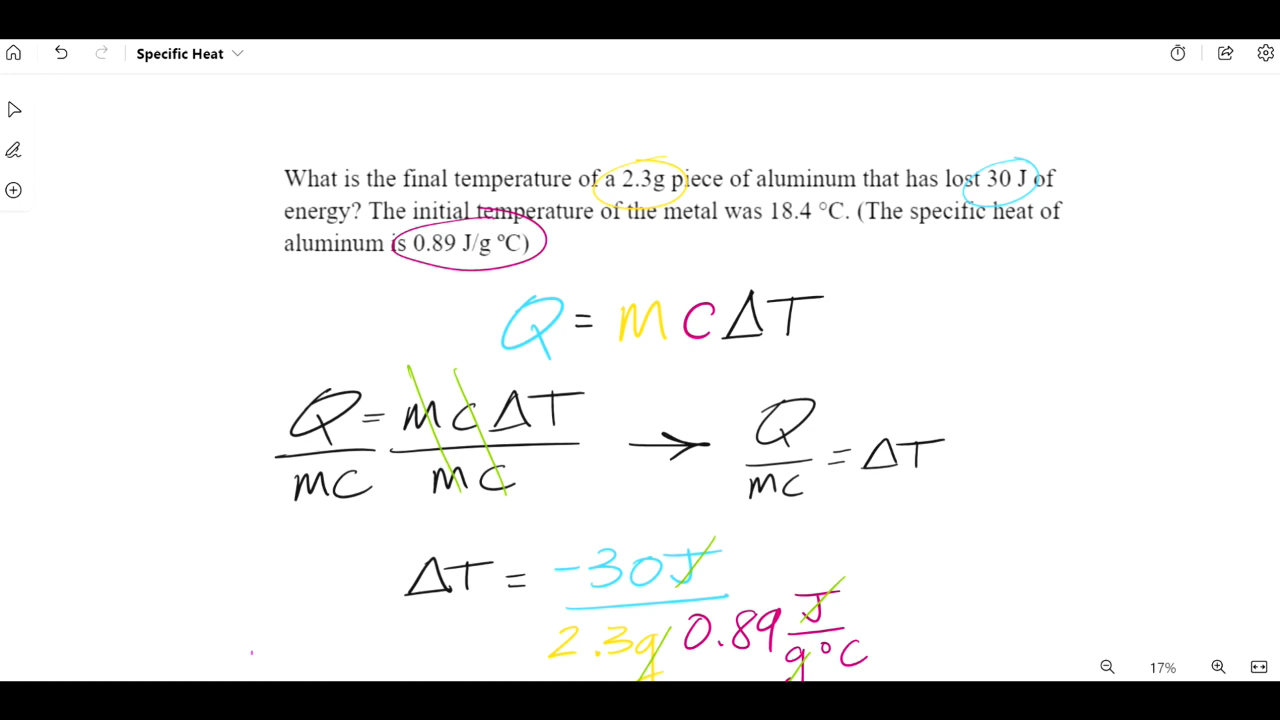 Specific Heat
What is the final temperature of a 2.3g piece of aluminum that has lost 30 J of
energy? The initial temperature of the metal was 18.4 °C. (The specific heat of
aluminum is 0.89 J/g °C)
Q = mcΔT
Q/mc = mcΔT/mc → Q/mc = ΔT
ΔT = -30J
2.3g 0.89 J/g°C
17%